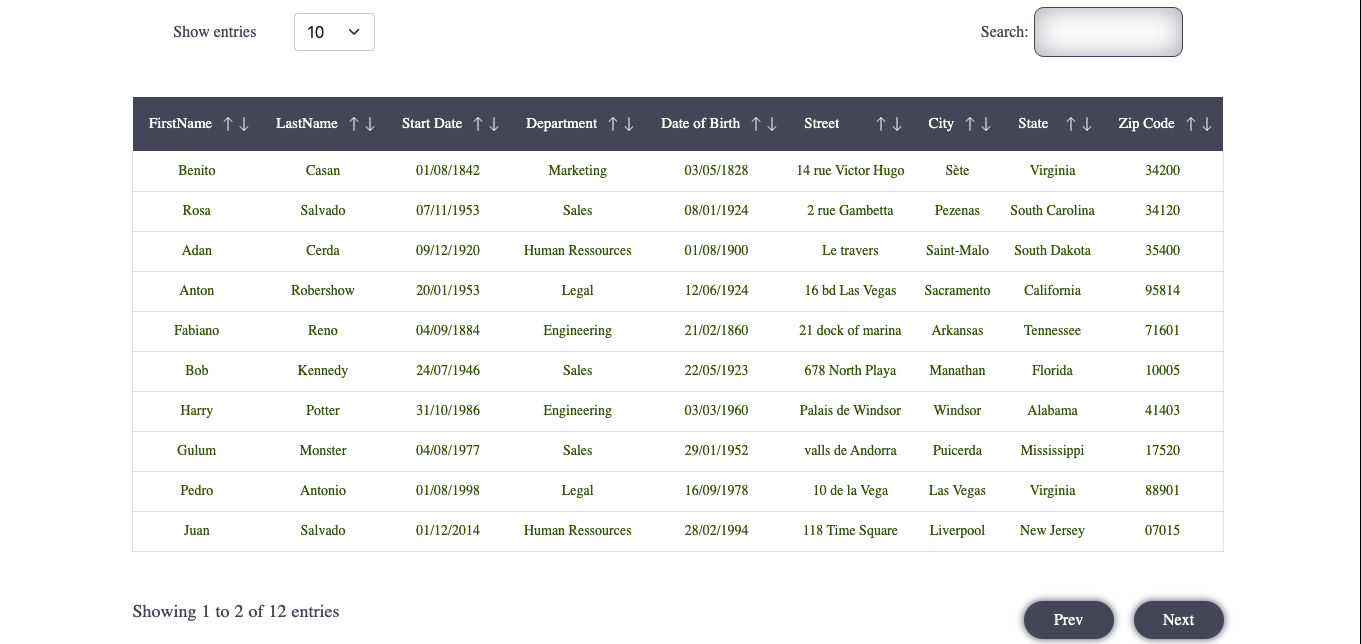 Show entries 10 Search:
FirstName ↑↓ LastName ↑↓ Start Date ↑↓ Department ↑↓ Date of Birth ↑↓ Street ↑↓ City ↑↓ State ↑↓ Zip Code ↑↓
Benito Casan 01/08/1842 Marketing 03/05/1828 14 rue Victor Hugo Sète Virginia 34200
Rosa Salvado 07/11/1953 Sales 08/01/1924 2 rue Gambetta Pezenas South Carolina 34120
Adan Cerda 09/12/1920 Human Ressources 01/08/1900 Le travers Saint-Malo South Dakota 35400
Anton Robershow 20/01/1953 Legal 12/06/1924 16 bd Las Vegas Sacramento California 95814
Fabiano Reno 04/09/1884 Engineering 21/02/1860 21 dock of marina Arkansas Tennessee 71601
Bob Kennedy 24/07/1946 Sales 22/05/1923 678 North Playa Manathan Florida 10005
Harry Potter 31/10/1986 Engineering 03/03/1960 Palais de Windsor Windsor Alabama 41403
Gulum Monster 04/08/1977 Sales 29/01/1952 valls de Andorra Puicerda Mississippi 17520
Pedro Antonio 01/08/1998 Legal 16/09/1978 10 de la Vega Las Vegas Virginia 88901
Juan Salvado 01/12/2014 Human Ressources 28/02/1994 118 Time Square Liverpool New Jersey 07015
Showing 1 to 2 of 12 entries Prev Next